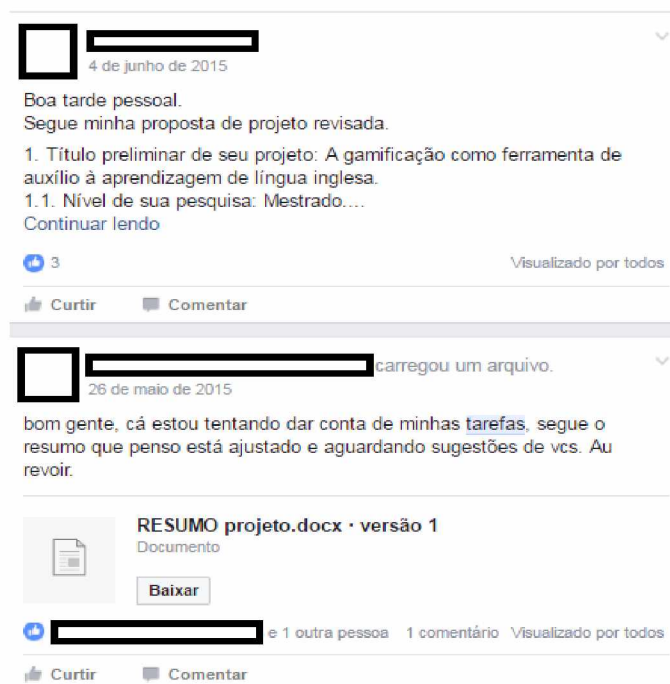 4 de junho de 2015
Boa tarde pessoal.
Segue minha proposta de projeto revisada.
1. Título preliminar de seu projeto: A gamificação como ferramenta de
auxílio à aprendizagem de língua inglesa.
1.1. Nível de sua pesquisa: Mestrado....
Continuar lendo
3 Visualizado por todos
Curtir Comentar
carregou um arquivo.
26 de maio de 2015
bom gente, cá estou tentando dar conta de minhas tarefas, segue o
resumo que penso está ajustado e aguardando sugestões de vcs. Au
revoir.
RESUMO projeto.docx · versão 1
Documento
Baixar
e 1 outra pessoa 1 comentário Visualizado por todos
Curtir Comentar